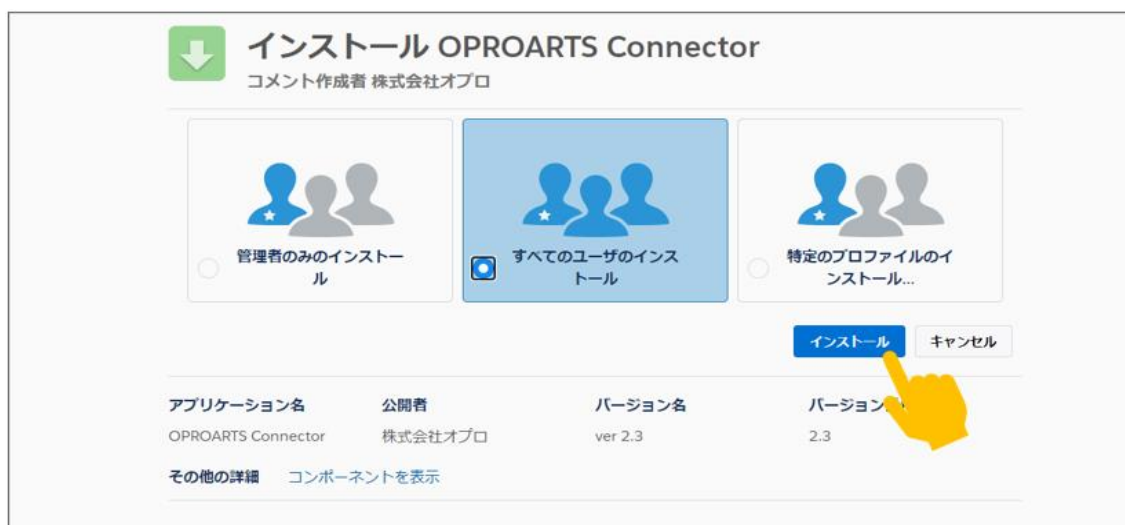 インストール OPROARTS Connector
コメント作成者 株式会社オプロ
管理者のみのインストー
ル
すべてのユーザのインス
トール
特定のプロファイルのイ
ンストール...
インストール キャンセル
アプリケーション名 公開者 バージョン名 バージョン
OPROARTS Connector 株式会社オプロ ver 2.3 2.3
その他の詳細 コンポーネントを表示